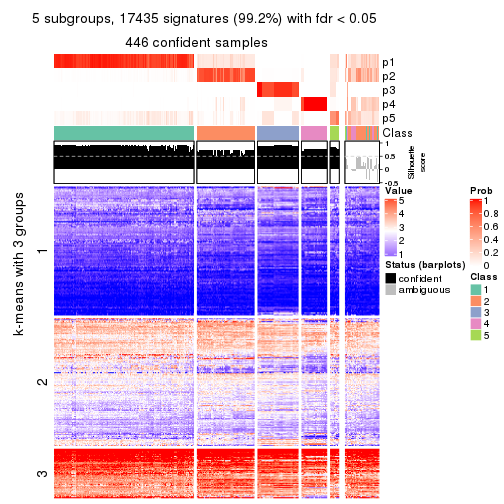 5 subgroups, 17435 signatures (99.2%) with fdr < 0.05
446 confident samples
p1
p2
p3
p4
p5
Class
1
0.5
0
-0.5
Silhouette
score
k-means with 3 groups
1
2
3
Value
5
4
3
2
1
Status (barplots)
confident
ambiguous
Prob
1
0.8
0.6
0.4
0.2
0
Class
1
2
3
4
5